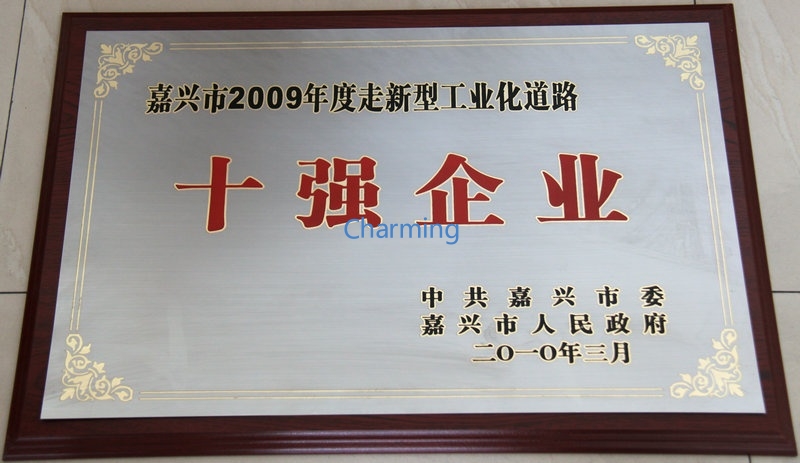 嘉兴市2009年度走新型工业化道路
十强企业
Charming
中共嘉兴市委
嘉兴市人民政府
二〇一〇年三月